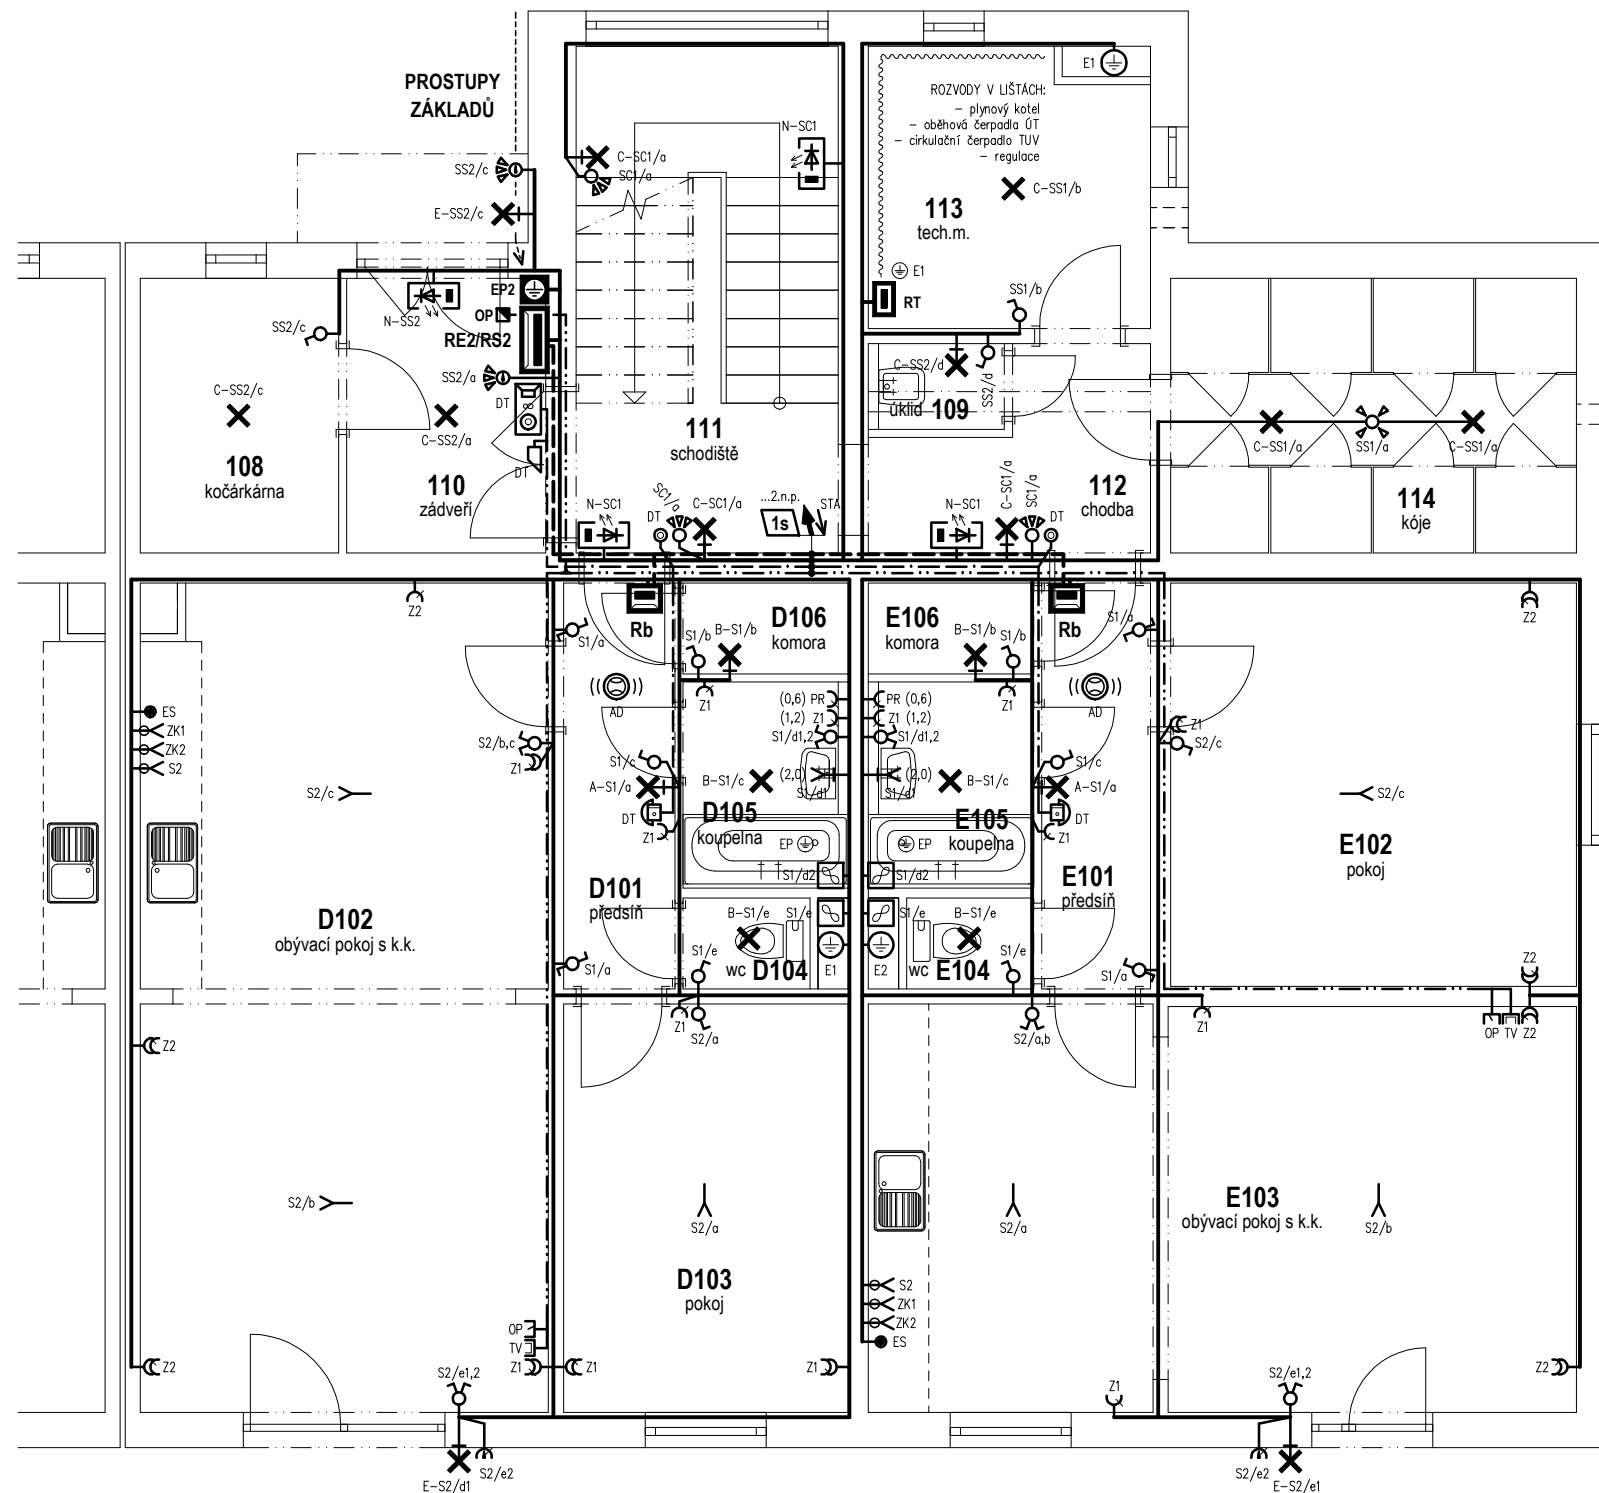 PROSTUPY
ZÁKLADŮ
E1
ROZVODY V LIŠTÁCH:
– plynový kotel
– oběhová čerpadla ÚT
– cirkulační čerpadlo TUV
– regulace
N-SC1
C-SC1/a
SC1/a
SS2/c
E-SS2/c
C-SS1/b
113
tech.m.
E1
RT
SS1/b
EP2
OP
RE2/RS2
N-SS2
SS2/c
SS2/a
DT
C-SS2/c
C-SS2/a
C-SS2/d
SS2/d
úklid 109
111
schodiště
108
kočárkárna
110
zádveří
DT
C-SS1/a
SS1/a
C-SS1/a
112
chodba
114
kóje
N-SC1
SC1/a
DT
C-SC1/a
...2.n.p.
1s
STA
N-SC1
C-SC1/a
SC1/a
DT
Z2
S1/a
Rb
S1/b
B-S1/b
D106
komora
E106
komora
B-S1/b
S1/b
Rb
S1/a
Z2
AD
Z1
Z1
AD
(0,6) PR
PR (0,6)
(1,2) Z1
Z1 (1,2)
S1/d1,2
S1/d1,2
ES
ZK1
ZK2
S2
S2/b,c
Z1
Z1
S2/c
S1/c
A-S1/a
B-S1/c
(2,0)
S1/d1
(2,0)
S1/d1
B-S1/c
S1/c
A-S1/a
S2/c
S2/c
DT
Z1
D105
koupelna
E105
koupelna
DT
Z1
EP
EP
E102
pokoj
S1/d2
S1/d2
D101
předsíň
E101
předsíň
D102
obývací pokoj s k.k.
B-S1/e
S1/e
S1/e
B-S1/e
S1/e
wc D104
E1
E2
wc E104
S1/e
S1/a
S1/a
Z2
Z1
S2/a
S2/a,b
Z1
OP
TV
Z2
Z2
S2/b
S2/a
S2/a
E103
obývací pokoj s k.k.
S2/b
D103
pokoj
S2
ZK1
ZK2
ES
OP
TV
Z2
Z1
Z1
Z1
Z2
S2/e1,2
Z1
S2/e1,2
S2/e2
E-S2/d1
S2/e2
E-S2/e1